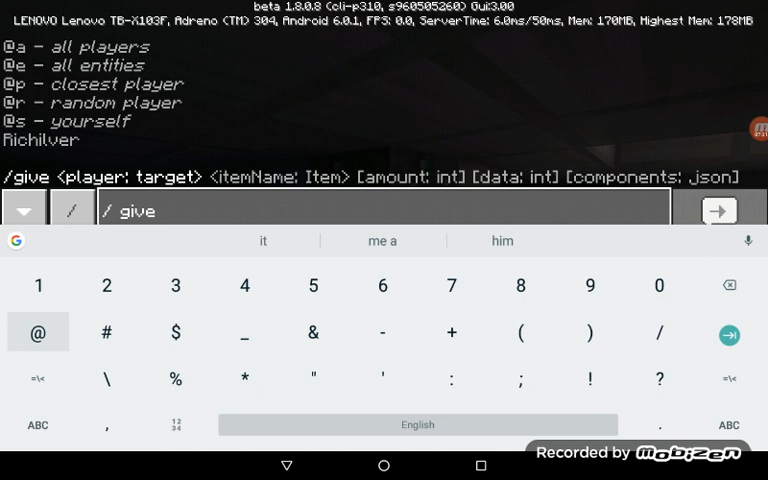 beta 1.8.0.8 (cli-p310, s960505260) Gui:3.00
LENOVO Lenovo TB-X103F, Adreno (TM) 304, Android 6.0.1, FPS: 0.0, ServerTime: 6.0ms/50ms, Mem: 170MB, Highest Mem: 178MB
@a - all players
@e - all entities
@p - closest player
@r - random player
@s - yourself
Richilver
/give <player: target> <itemName: Item> [amount: int] [data: int] [components: json]
/ / give
it me a him
1 2 3 4 5 6 7 8 9 0
@ # $ _ & - + ( ) /
=\< \ % * " ' : ; ! ? =\<
ABC , 12 34 English . ABC
Recorded by mobizen